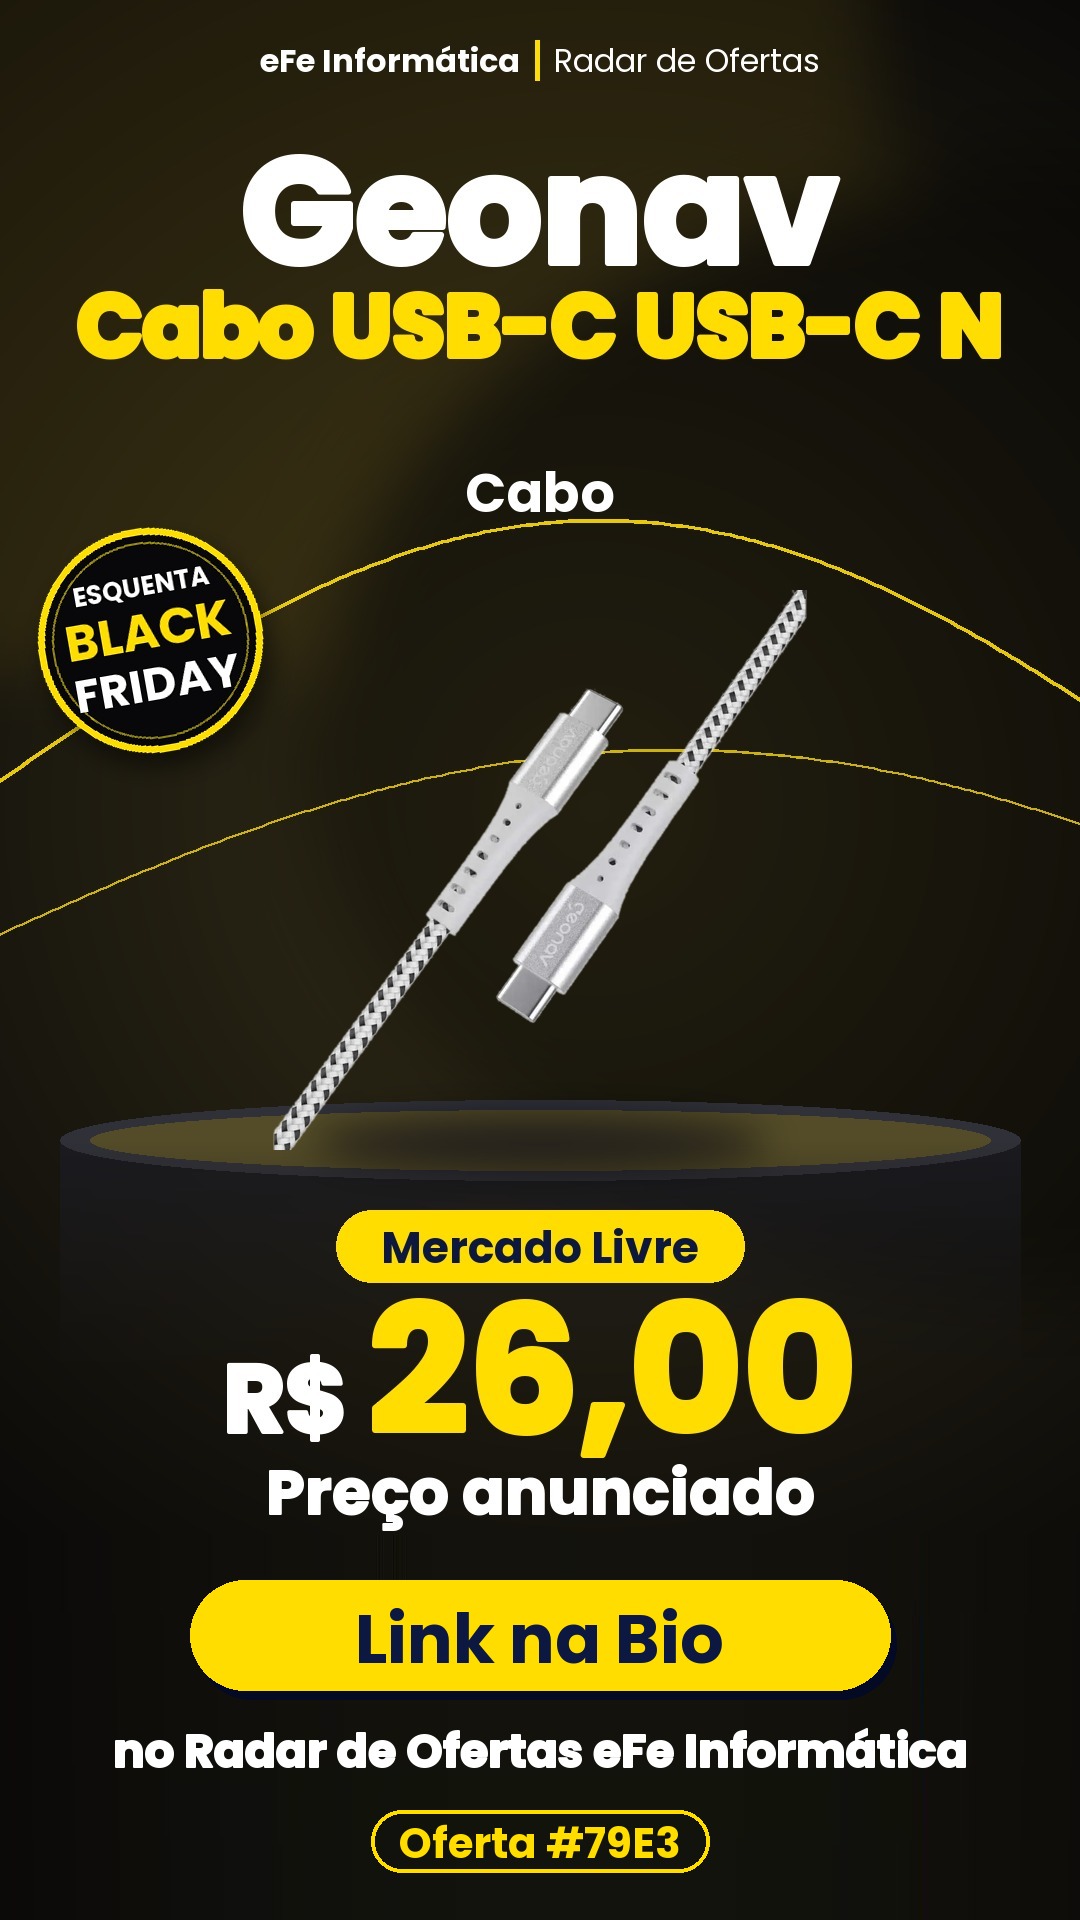 eFe Informática | Radar de Ofertas
Geonav
Cabo USB-C USB-C N
Cabo
ESQUENTA
BLACK
FRIDAY
geonav
geonav
Mercado Livre
R$ 26,00
Preço anunciado
Link na Bio
no Radar de Ofertas eFe Informática
Oferta #79E3